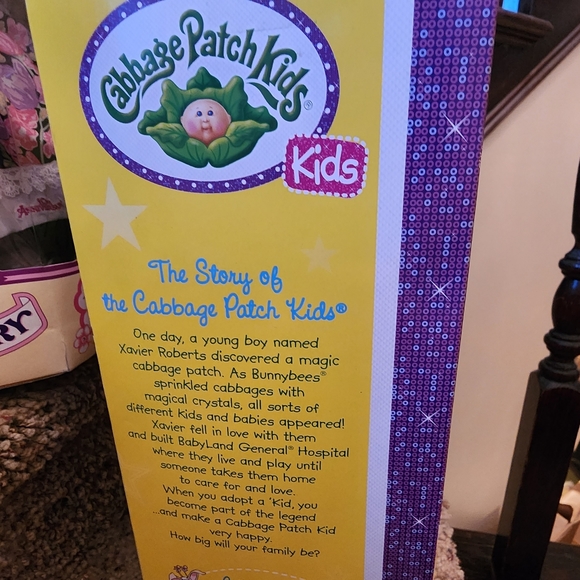 Cabbage Patch Kids®
Kids
The Story of
the Cabbage Patch Kids®
One day, a young boy named
Xavier Roberts discovered a magic
cabbage patch. As Bunnybees®
sprinkled cabbages with
magical crystals, all sorts of
different Kids and babies appeared!
Xavier fell in love with them
and built BabyLand General® Hospital
where they live and play until
someone takes them home
to care for and love.
When you adopt a 'Kid, you
become part of the legend
...and make a Cabbage Patch Kid
very happy.
How big will your family be?
RY